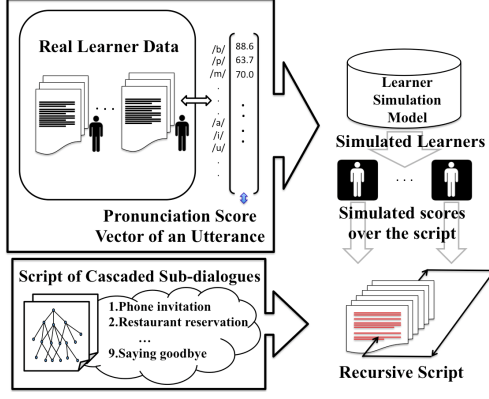 Real Learner Data
/b/ 88.6
/p/ 63.7
/m/ 70.0
.
.
/a/
/i/
/u/
.
.
Pronunciation Score
Vector of an Utterance
Learner
Simulation
Model
Simulated Learners
. . .
Simulated scores
over the script
Script of Cascaded Sub-dialogues
1.Phone invitation
2.Restaurant reservation
...
9.Saying goodbye
Recursive Script